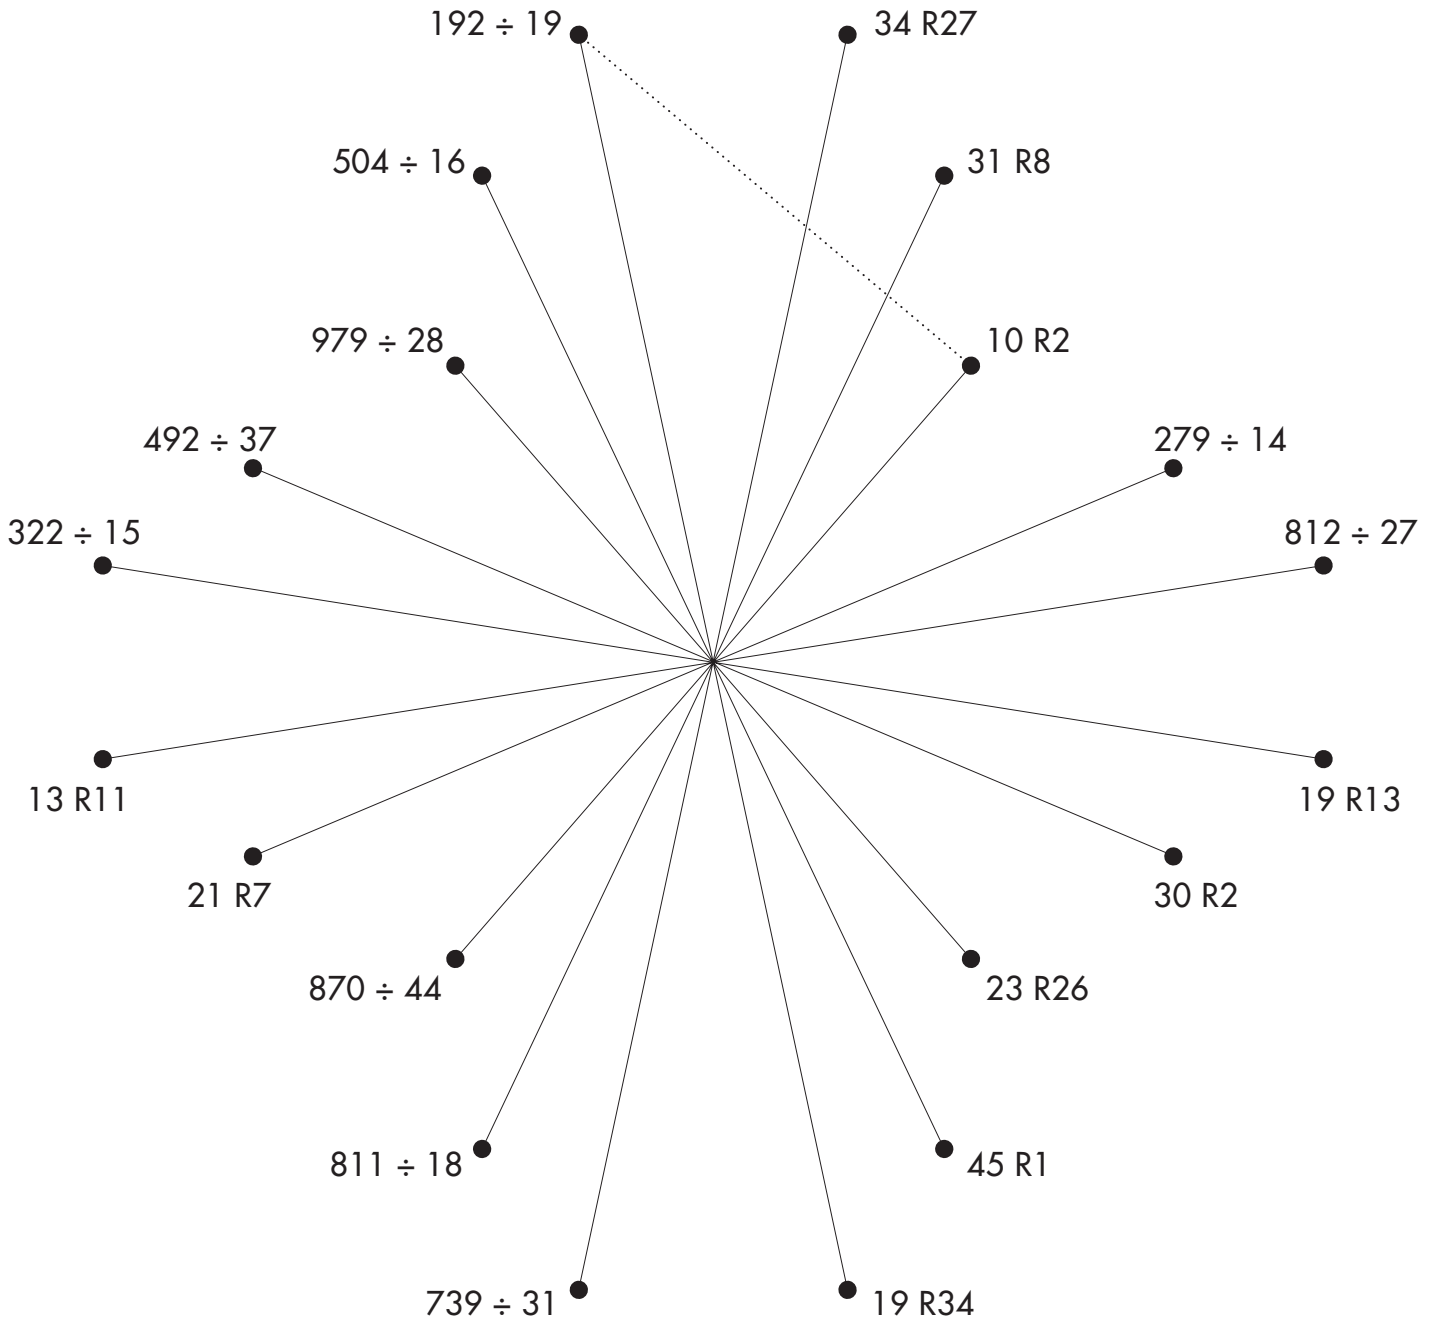 192 ÷ 19
34 R27
504 ÷ 16
31 R8
979 ÷ 28
10 R2
492 ÷ 37
279 ÷ 14
322 ÷ 15
812 ÷ 27
13 R11
19 R13
21 R7
30 R2
870 ÷ 44
23 R26
811 ÷ 18
45 R1
739 ÷ 31
19 R34